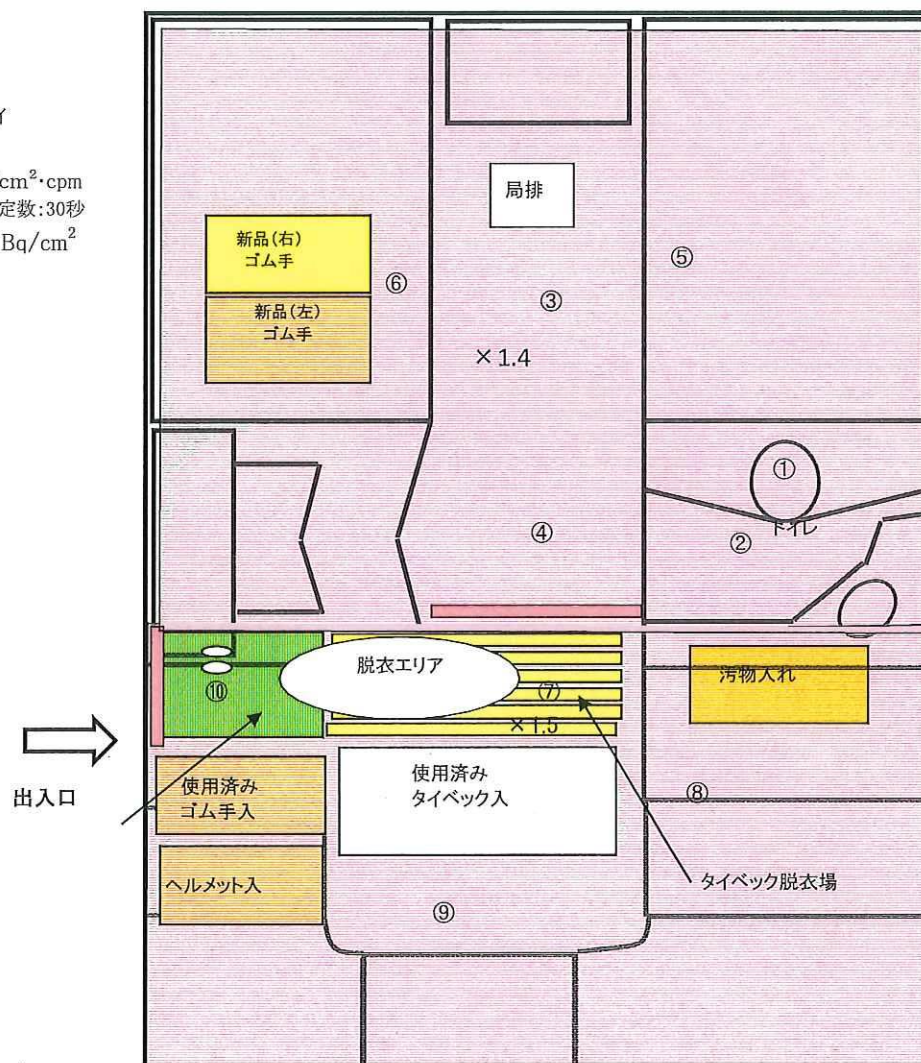 イ
cm²・cpm
定数:30秒
Bq/cm²
局排
新品(右)
ゴム手
⑥
⑤
③
新品(左)
ゴム手
×1.4
①
④
②
トイレ
脱衣エリア
汚物入れ
⑩
⑦
×1.5
使用済み
タイベック入
出入口
使用済み
ゴム手入
⑧
ヘルメット入
タイベック脱衣場
⑨